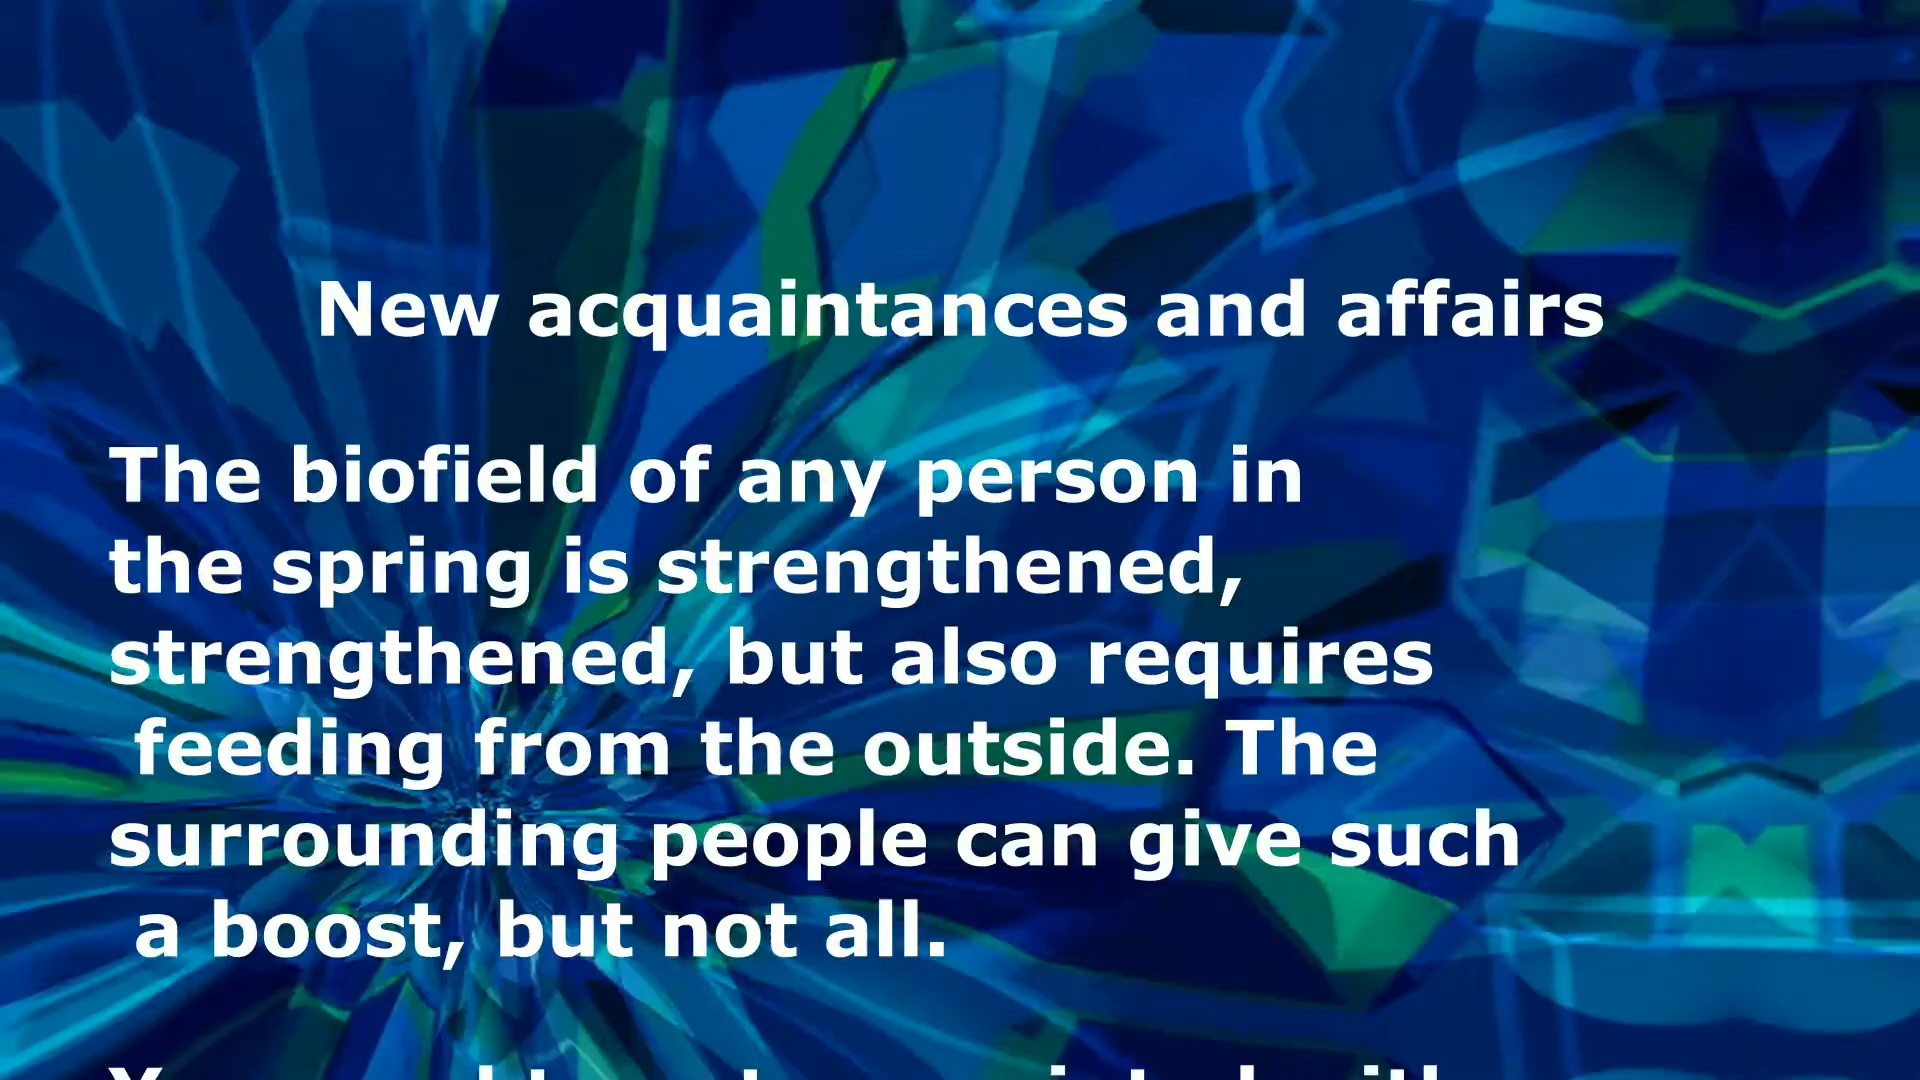 New acquaintances and affairs
The biofield of any person in
the spring is strengthened,
strengthened, but also requires
feeding from the outside. The
surrounding people can give such
a boost, but not all.